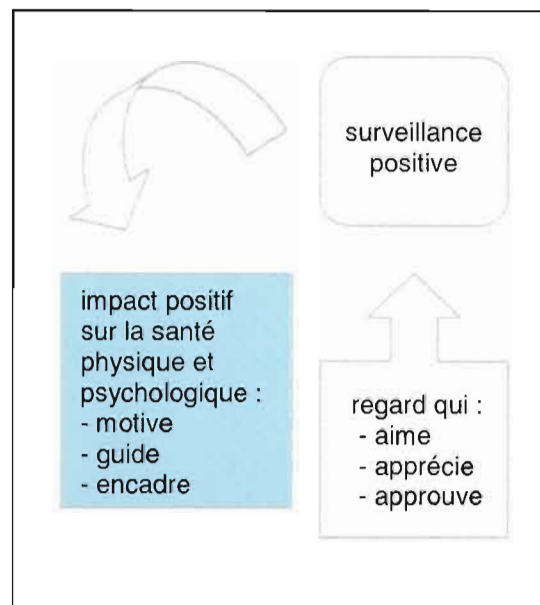 surveillance
positive
impact positif
sur la santé
physique et
psychologique :
- motive
- guide
- encadre
regard qui :
- aime
- apprécie
- approuve